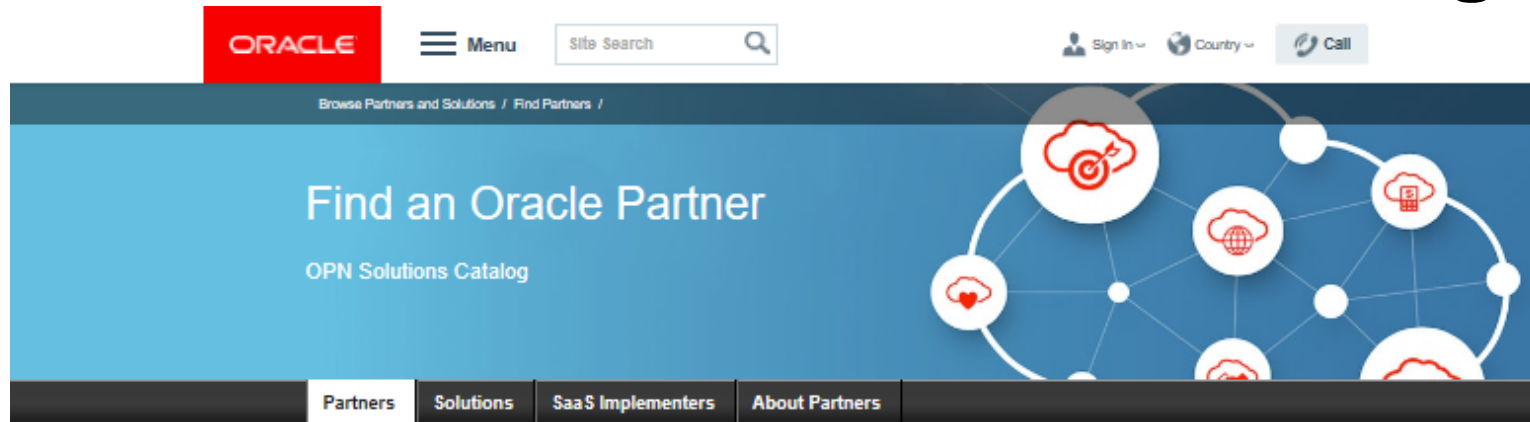 ORACLE Menu Site Search Sign In Country Call
Browse Partners and Solutions / Find Partners /
Find an Oracle Partner
OPN Solutions Catalog
Partners Solutions SaaS Implementers About Partners